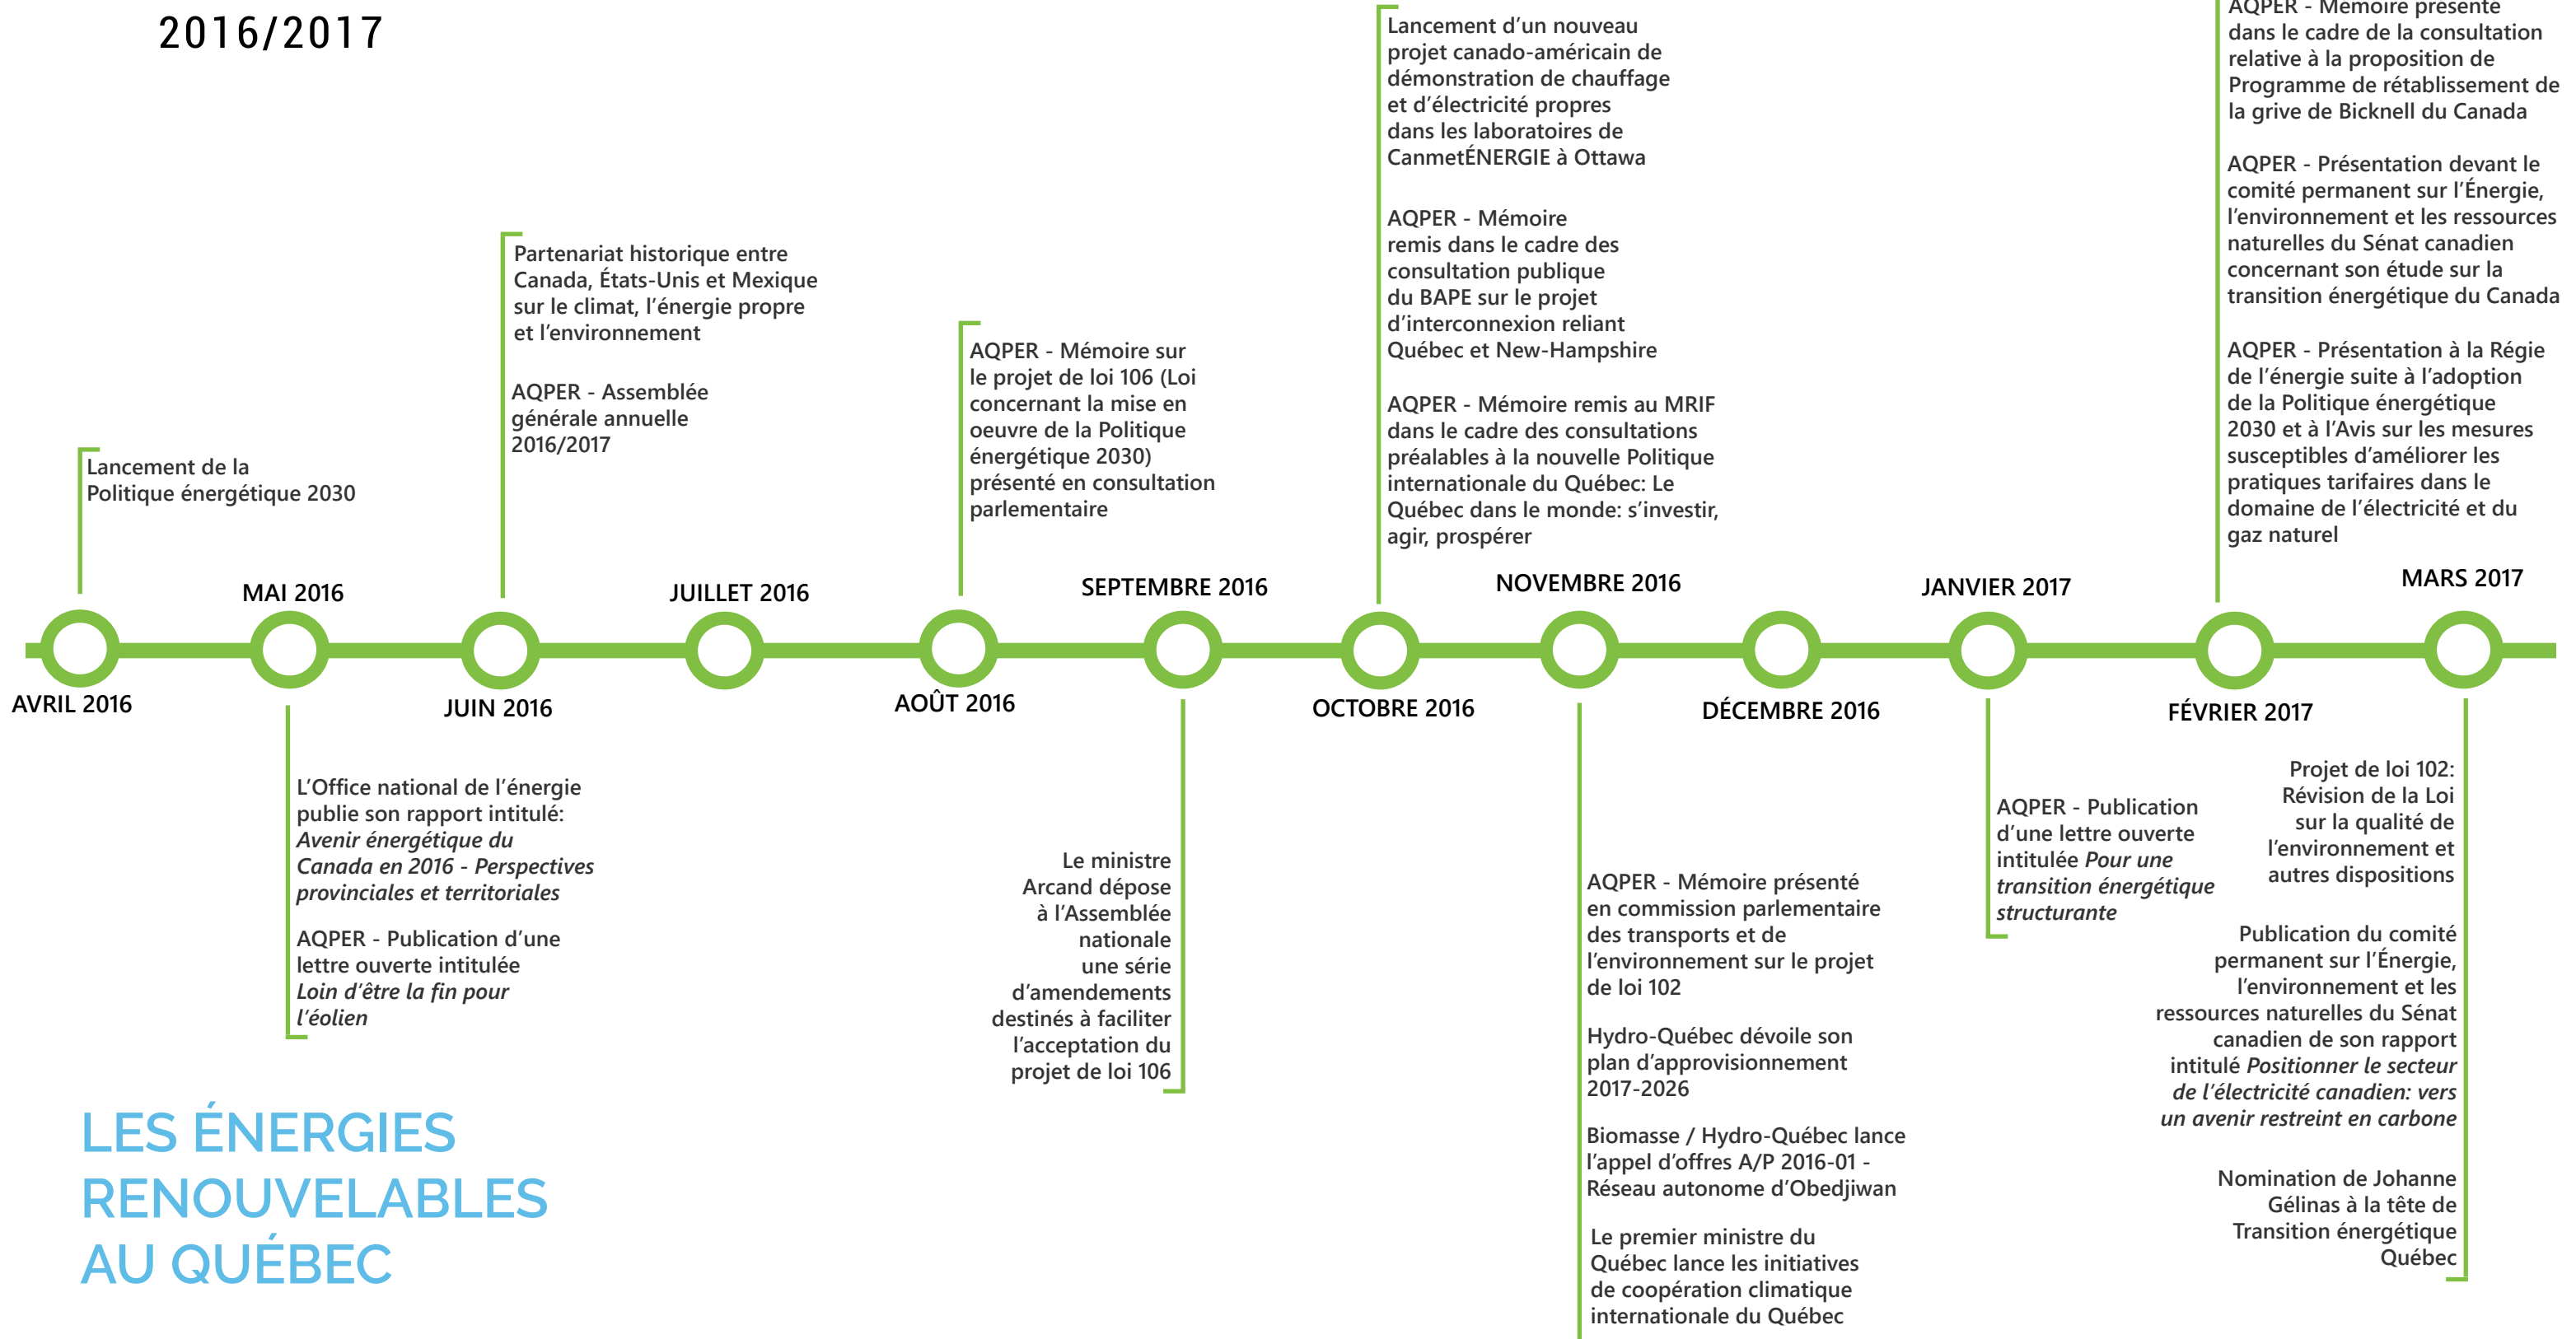 2016/2017
Lancement de la
Politique énergétique 2030
Partenariat historique entre
Canada, États-Unis et Mexique
sur le climat, l’énergie propre
et l’environnement
AQPER - Assemblée
générale annuelle
2016/2017
AQPER - Mémoire sur
le projet de loi 106 (Loi
concernant la mise en
oeuvre de la Politique
énergétique 2030)
présenté en consultation
parlementaire
Lancement d’un nouveau
projet canado-américain de
démonstration de chauffage
et d’électricité propres
dans les laboratoires de
CanmetÉNERGIE à Ottawa
AQPER - Mémoire
remis dans le cadre des
consultation publique
du BAPE sur le projet
d’interconnexion reliant
Québec et New-Hampshire
AQPER - Mémoire remis au MRIF
dans le cadre des consultations
préalables à la nouvelle Politique
internationale du Québec: Le
Québec dans le monde: s’investir,
agir, prospérer
AQPER - Mémoire présenté
dans le cadre de la consultation
relative à la proposition de
Programme de rétablissement de
la grive de Bicknell du Canada
AQPER - Présentation devant le
comité permanent sur l’Énergie,
l’environnement et les ressources
naturelles du Sénat canadien
concernant son étude sur la
transition énergétique du Canada
AQPER - Présentation à la Régie
de l’énergie suite à l’adoption
de la Politique énergétique
2030 et à l’Avis sur les mesures
susceptibles d’améliorer les
pratiques tarifaires dans le
domaine de l’électricité et du
gaz naturel
AVRIL 2016
MAI 2016
JUIN 2016
JUILLET 2016
AOÛT 2016
SEPTEMBRE 2016
OCTOBRE 2016
NOVEMBRE 2016
DÉCEMBRE 2016
JANVIER 2017
FÉVRIER 2017
MARS 2017
L’Office national de l’énergie
publie son rapport intitulé:
Avenir énergétique du
Canada en 2016 - Perspectives
provinciales et territoriales
AQPER - Publication d’une
lettre ouverte intitulée
Loin d’être la fin pour
l’éolien
Le ministre
Arcand dépose
à l’Assemblée
nationale
une série
d’amendements
destinés à faciliter
l’acceptation du
projet de loi 106
AQPER - Mémoire présenté
en commission parlementaire
des transports et de
l’environnement sur le projet
de loi 102
Hydro-Québec dévoile son
plan d’approvisionnement
2017-2026
Biomasse / Hydro-Québec lance
l’appel d’offres A/P 2016-01 -
Réseau autonome d’Obedjiwan
Le premier ministre du
Québec lance les initiatives
de coopération climatique
internationale du Québec
AQPER - Publication
d’une lettre ouverte
intitulée Pour une
transition énergétique
structurante
Projet de loi 102:
Révision de la Loi
sur la qualité de
l’environnement et
autres dispositions
Publication du comité
permanent sur l’Énergie,
l’environnement et les
ressources naturelles du Sénat
canadien de son rapport
intitulé Positionner le secteur
de l’électricité canadien: vers
un avenir restreint en carbone
Nomination de Johanne
Gélinas à la tête de
Transition énergétique
Québec
LES ÉNERGIES
RENOUVELABLES
AU QUÉBEC